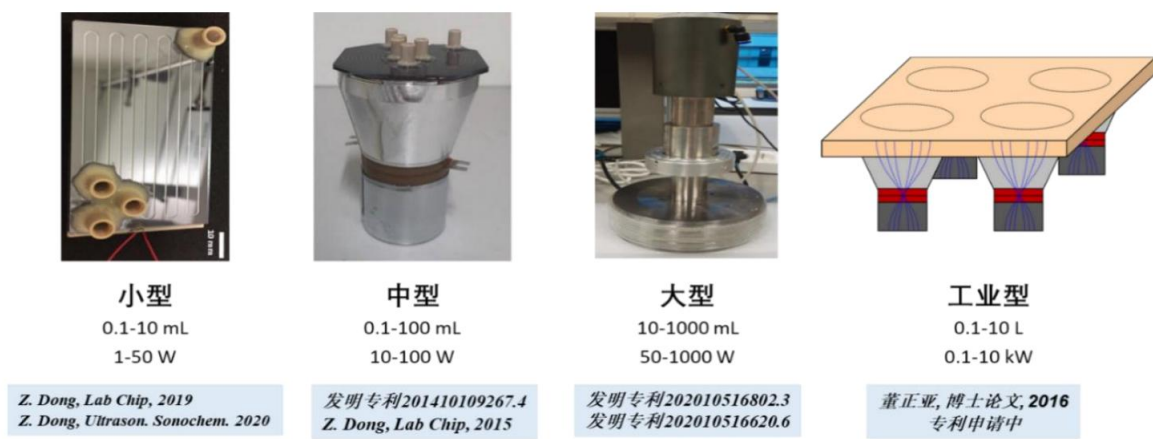 10 mm
小型
0.1-10 mL
1-50 W
Z. Dong, Lab Chip, 2019
Z. Dong, Ultrason. Sonochem. 2020
中型
0.1-100 mL
10-100 W
发明专利201410109267.4
Z. Dong, Lab Chip, 2015
大型
10-1000 mL
50-1000 W
发明专利202010516802.3
发明专利202010516620.6
工业型
0.1-10 L
0.1-10 kW
董正亚, 博士论文, 2016
专利申请中